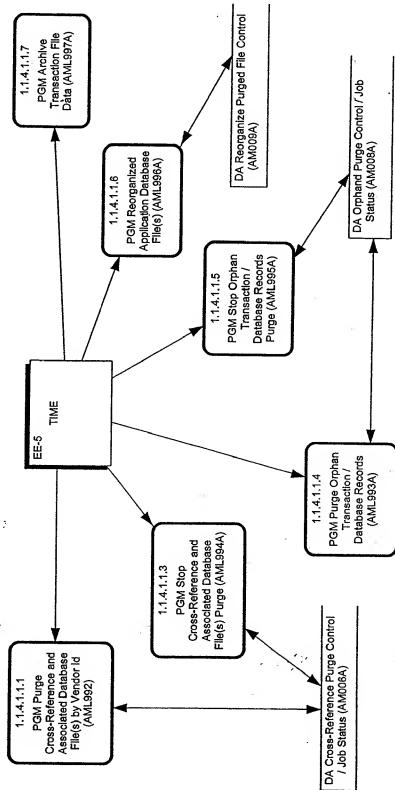 EE-5
TIME
1.1.4.1.1.1
PGM Purge
Cross-Reference and
Associated Database
File(s) by Vendor Id
(AML992)
1.1.4.1.1.3
PGM Stop
Cross-Reference and
Associated Database
File(s) Purge (AML994A)
1.1.4.1.1.4
PGM Purge Orphan
Transaction /
Database Records
(AML993A)
1.1.4.1.1.5
PGM Stop Orphan
Transaction /
Database Records
Purge (AML995A)
1.1.4.1.1.6
PGM Reorganized
Application Database
File(s) (AML996A)
1.1.4.1.1.7
PGM Archive
Transaction File
Data (AML997A)
DA Cross-Reference Purge Control
/ Job Status (AM006A)
DA Orphand Purge Control / Job
Status (AM008A)
DA Reorganize Purged File Control
(AM009A)